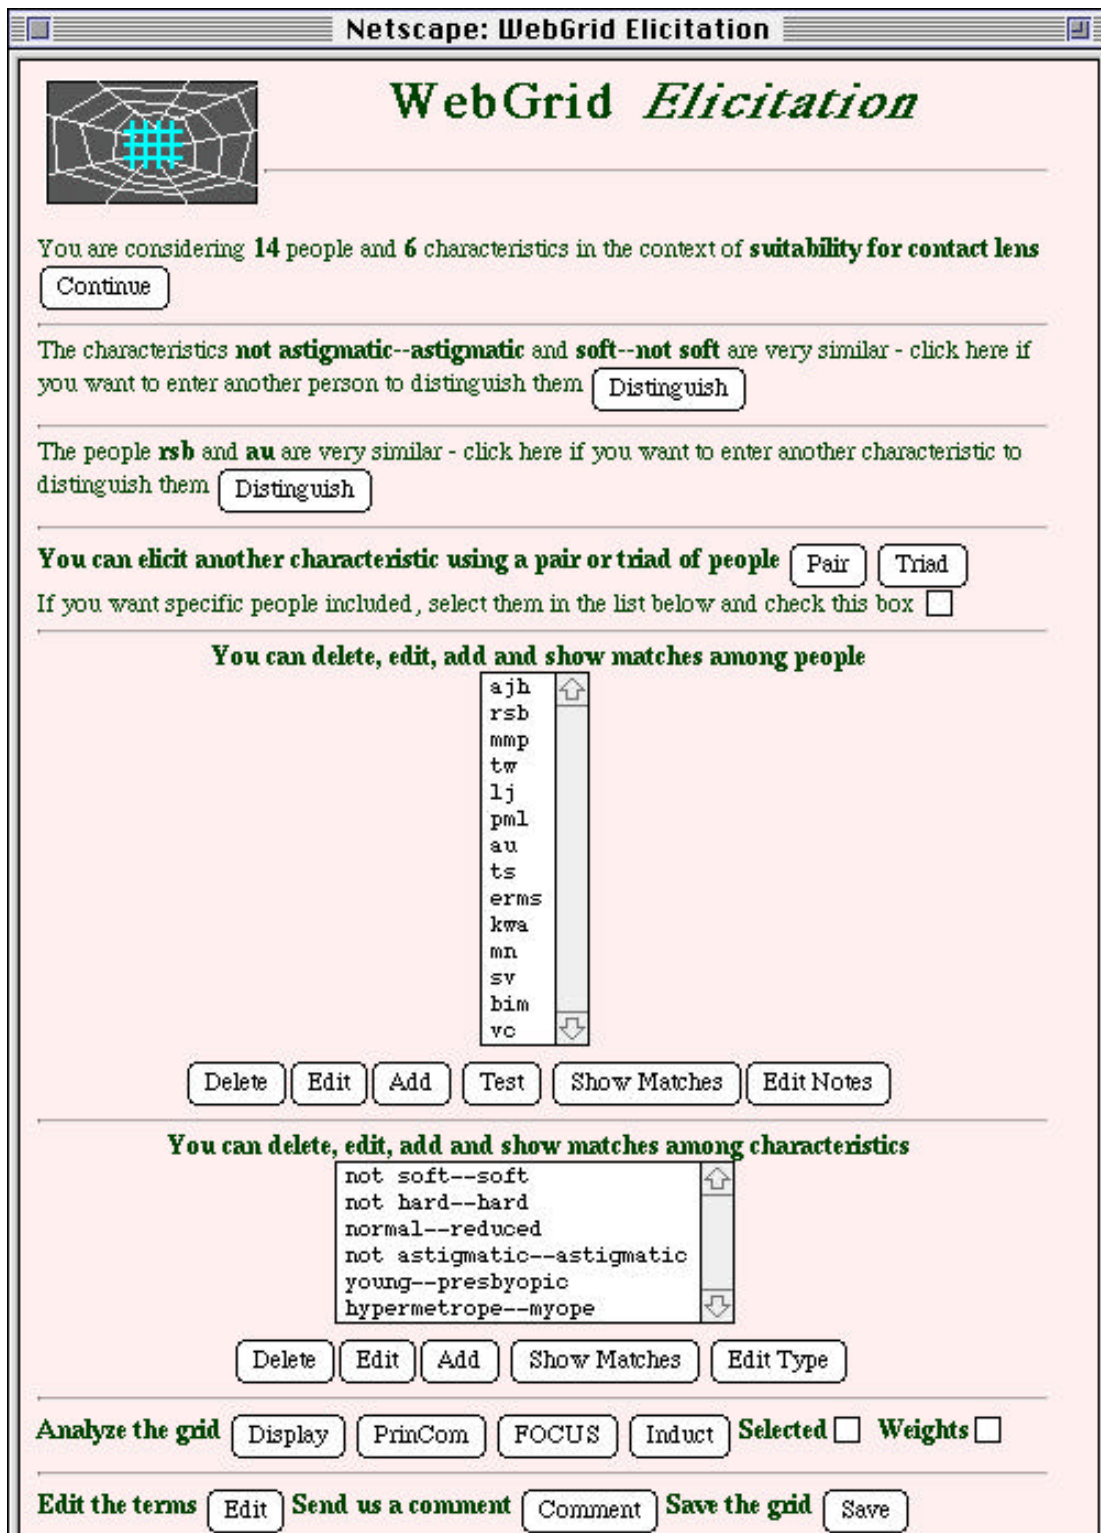 Netscape: WebGrid Elicitation
WebGrid Elicitation
You are considering 14 people and 6 characteristics in the context of suitability for contact lens
Continue
The characteristics not astigmatic--astigmatic and soft--not soft are very similar - click here if
you want to enter another person to distinguish them Distinguish
The people rsb and au are very similar - click here if you want to enter another characteristic to
distinguish them Distinguish
You can elicit another characteristic using a pair or triad of people Pair Triad
If you want specific people included, select them in the list below and check this box
You can delete, edit, add and show matches among people
ajh
rsb
mmp
tw
lj
pml
au
ts
erms
kwa
mn
sv
bim
vc
Delete Edit Add Test Show Matches Edit Notes
You can delete, edit, add and show matches among characteristics
not soft--soft
not hard--hard
normal--reduced
not astigmatic--astigmatic
young--presbyopic
hypermetrope--myope
Delete Edit Add Show Matches Edit Type
Analyze the grid Display PrinCom FOCUS Induct Selected Weights
Edit the terms Edit Send us a comment Comment Save the grid Save